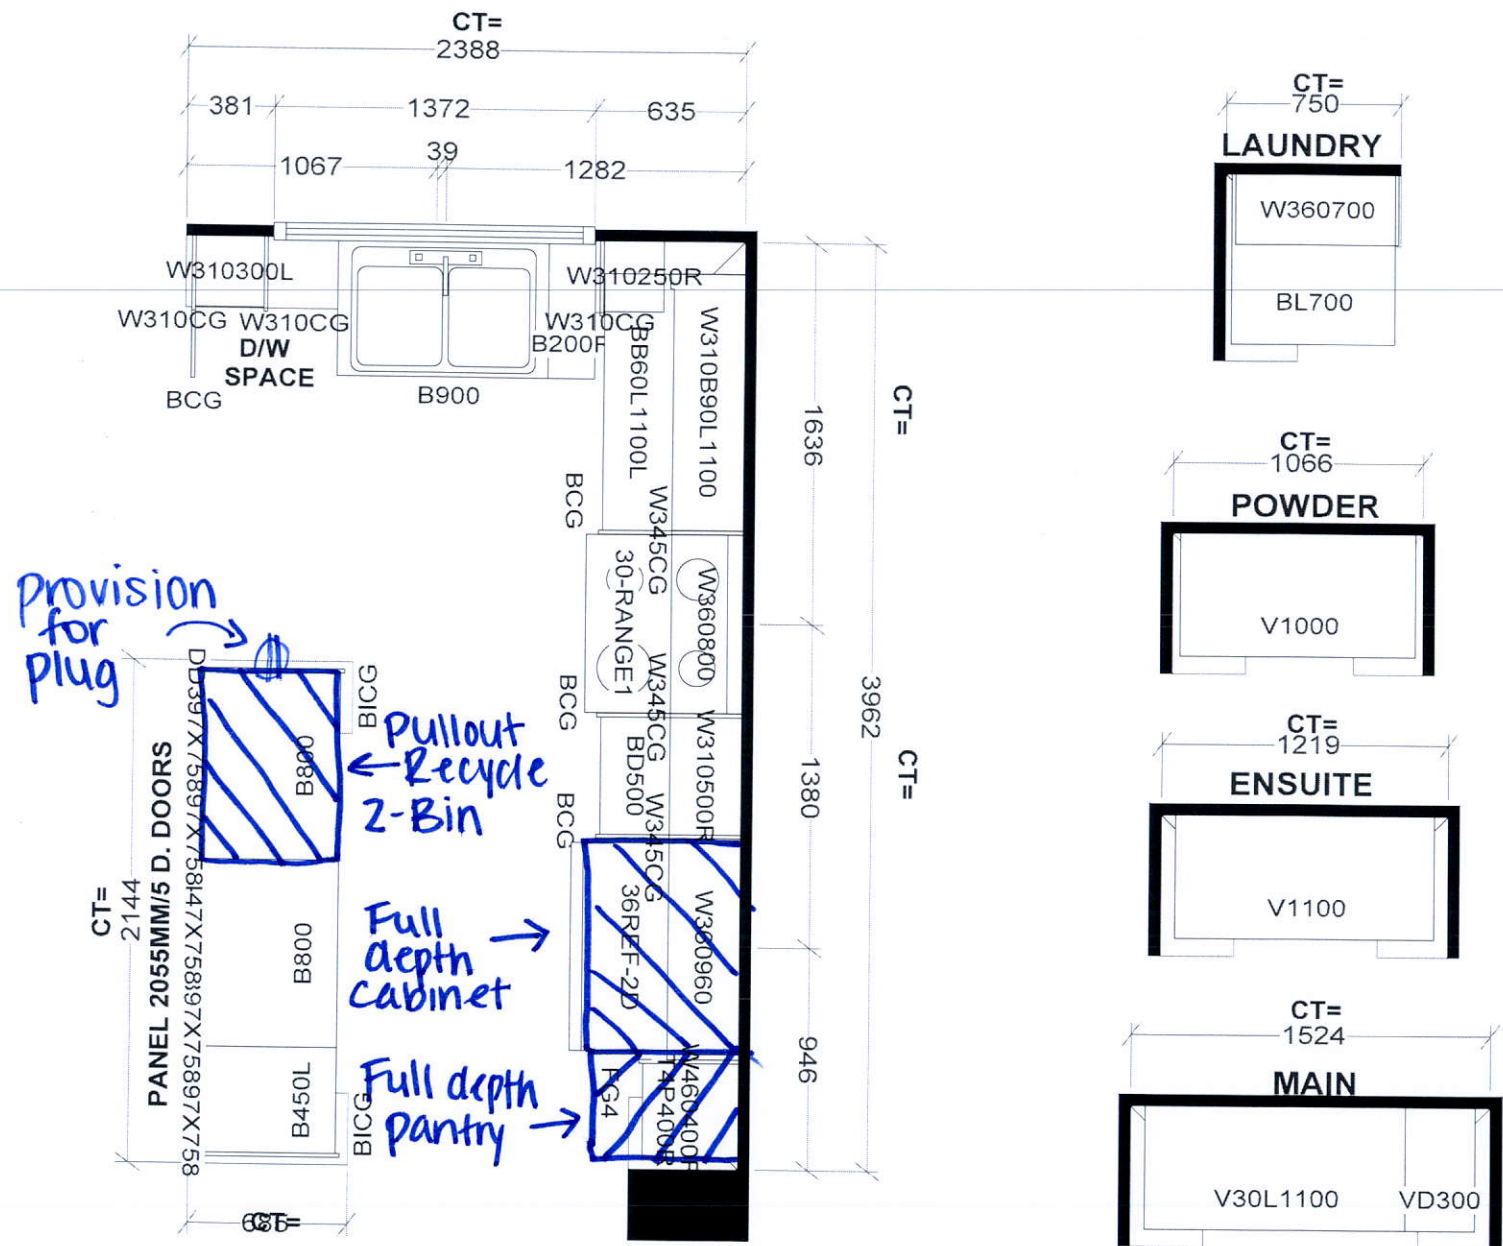 CT=
2388
381
1372
635
1067
39
1282
W310300L
W310250R
W310CG
W310CG
W310CG
D/W
SPACE
BCG
B900
BB60L1100L
W310B90L1100
BCG
W345CG
30-RANGE1
W360800
BCG
W345CG
BD500
W310500R
BCG
W345CG
36REF-2D
W360960
W460400R
T4P400R
1636
1380
946
3962
CT=
CT=
provision
for
plug
BICG
B800
Pullout
Recycle
2-Bin
Full
depth
cabinet
Full depth
pantry
B800
B450L
BICG
PANEL 2055MM/5 D. DOORS
CT=
2144
CT=
CT=
750
LAUNDRY
W360700
BL700
CT=
1066
POWDER
V1000
CT=
1219
ENSUITE
V1100
CT=
1524
MAIN
V30L1100
VD300